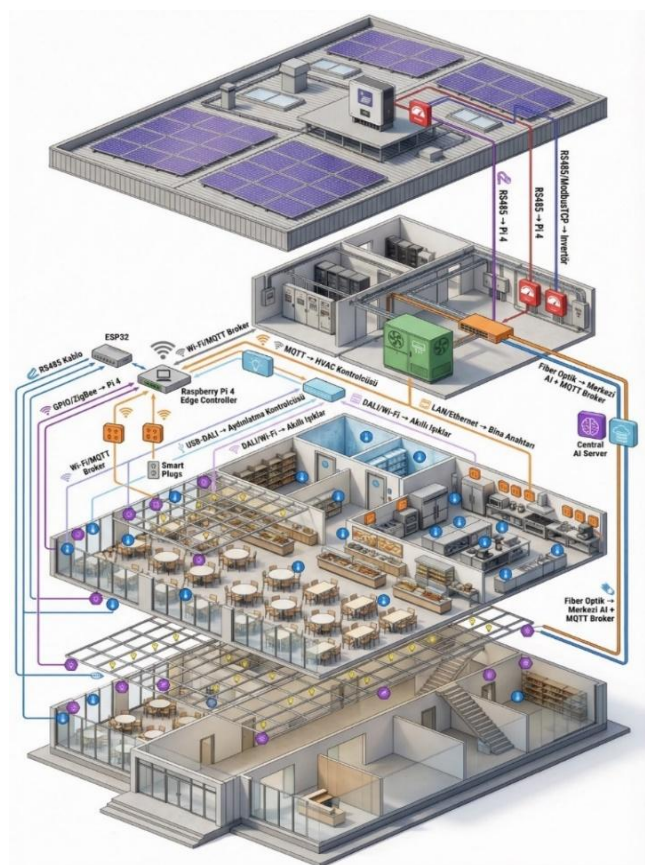 RS485 → Pi 4
RS485 → Pi 4
RS485/ModbusTCP → Invertör
ESP32
Wi-Fi/MQTT Broker
RS485 Kablo
GPIO/ZigBee → Pi 4
Raspberry Pi 4
Edge Controller
MQTT → HVAC Kontrolcüsü
Fiber Optik → Merkezi
AI + MQTT Broker
USB-DALI → Aydınlatma Kontrolcüsü
DALI/Wi-Fi → Akıllı Işıklar
LAN/Ethernet → Bina Anahtarı
Central
AI Server
Wi-Fi/MQTT
Broker
Smart
Plugs
DALI/Wi-Fi → Akıllı Işıklar
Fiber Optik →
Merkezi AI +
MQTT Broker